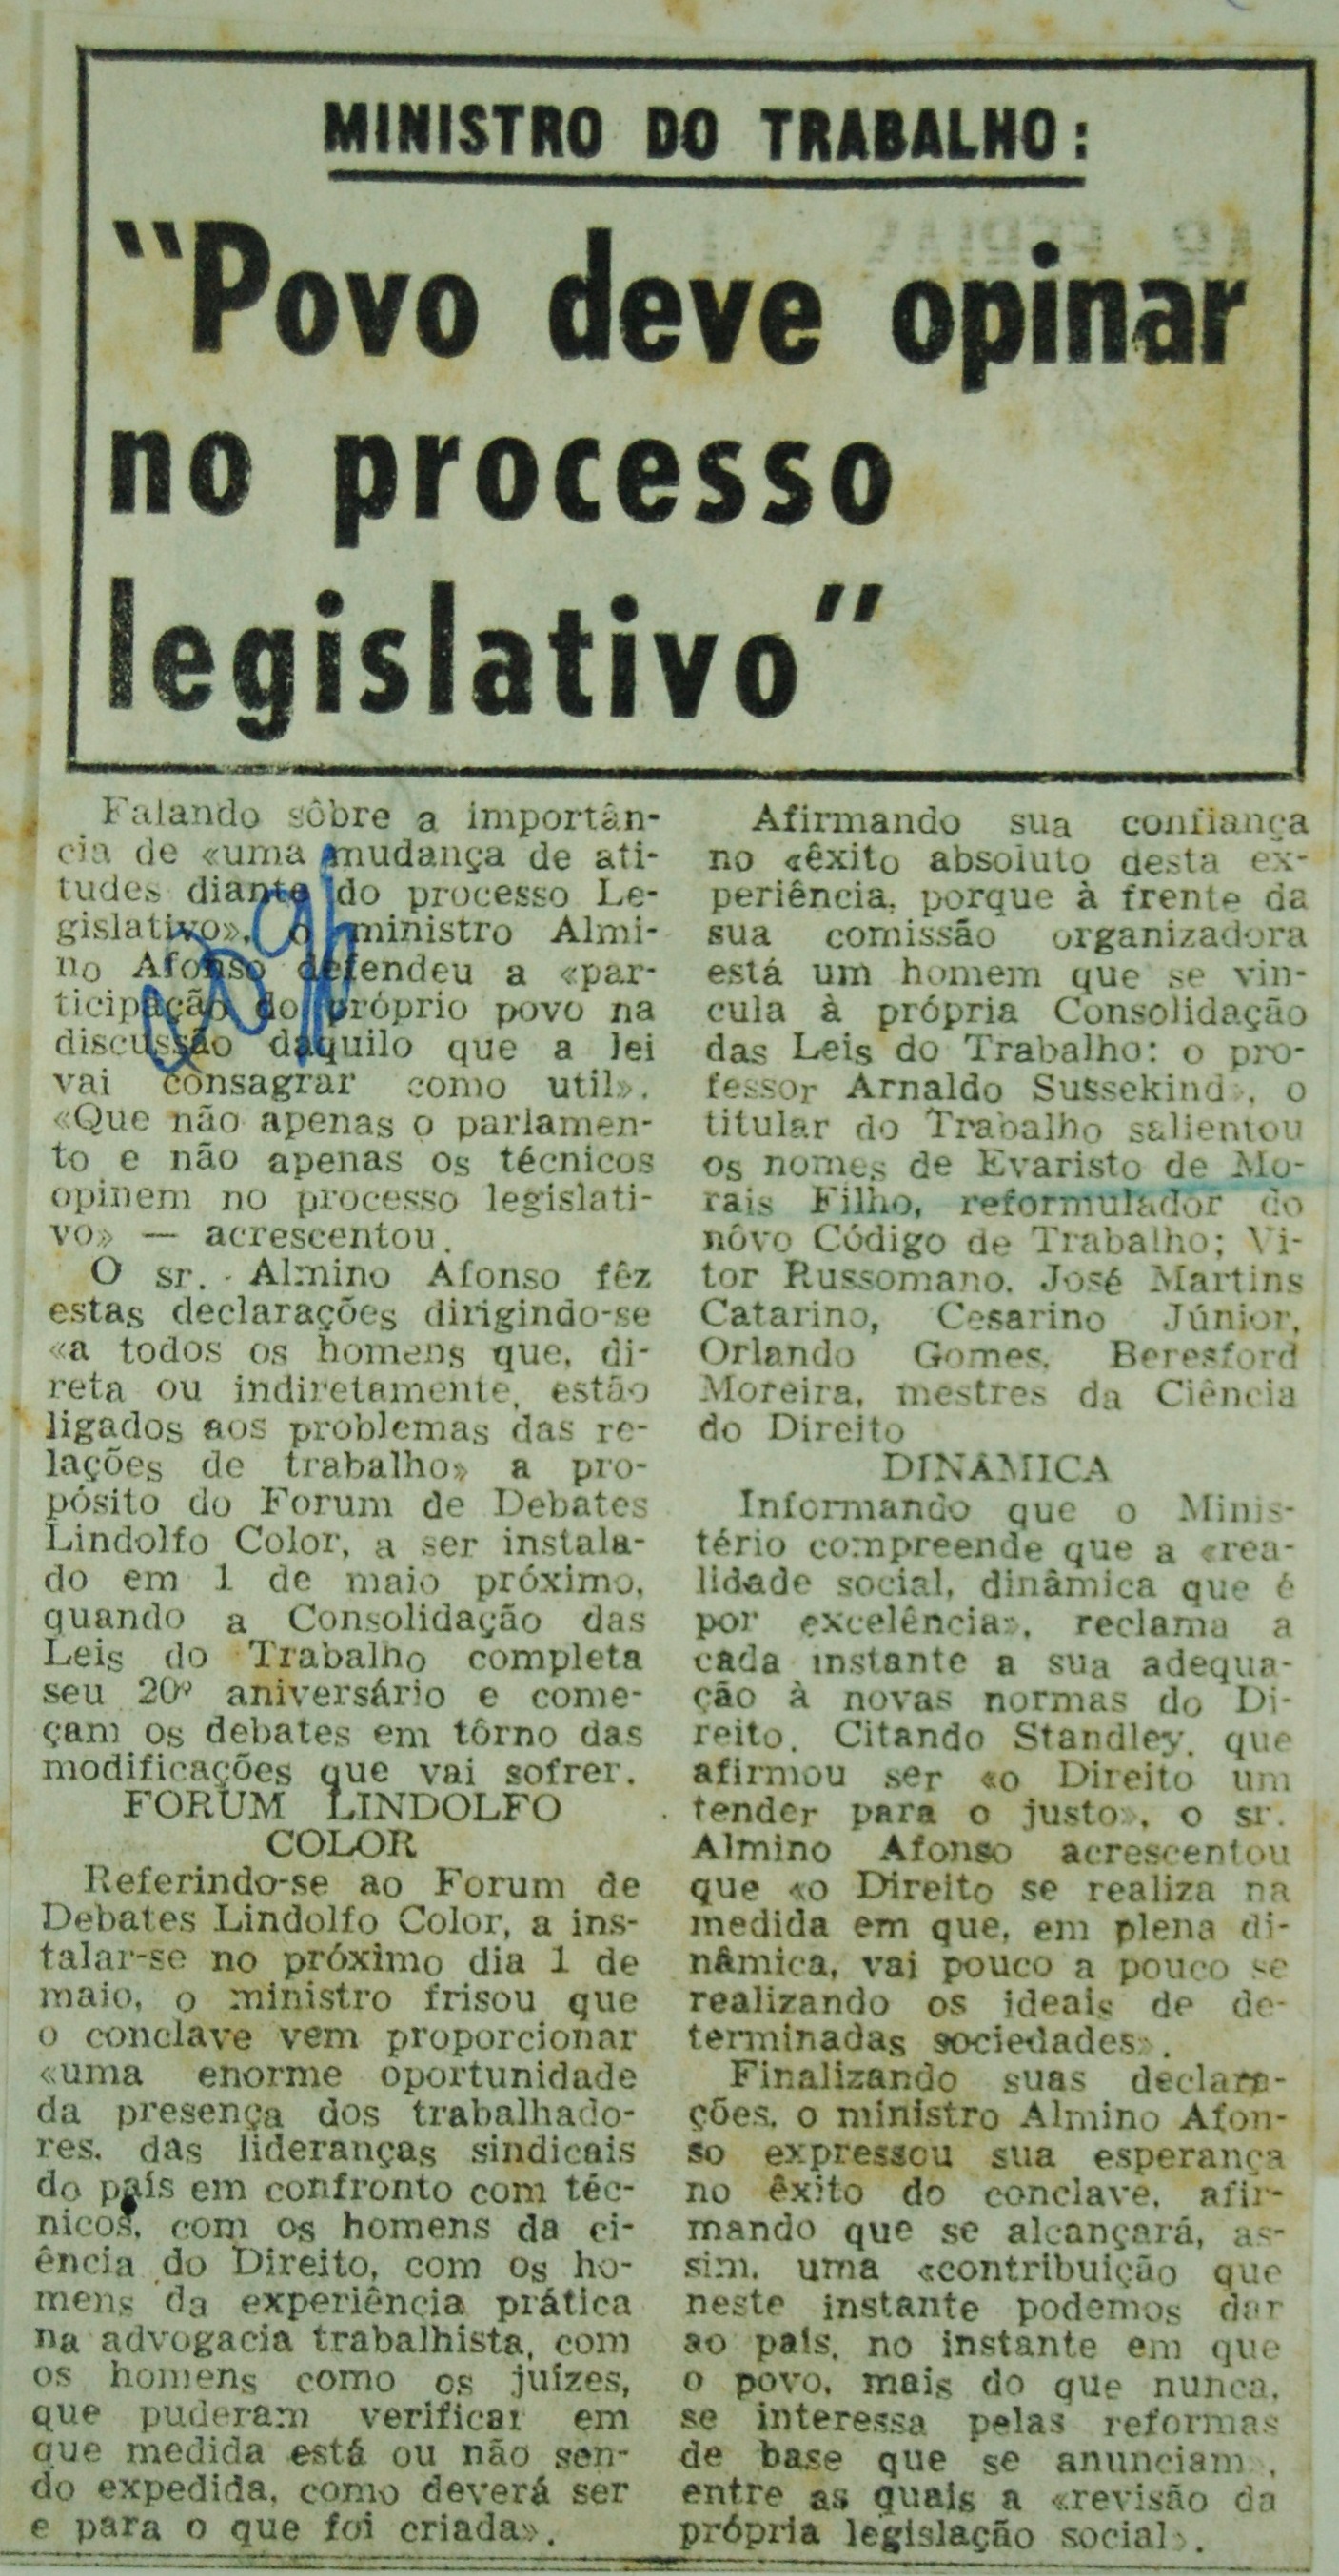 MINISTRO DO TRABALHO:
"Povo deve opinar
no processo
legislativo"
Falando sôbre a importân-
cia de «uma mudança de ati-
tudes diante do processo Le-
gislativo», o ministro Almi-
no Afonso defendeu a «par-
ticipação do próprio povo na
discussão daquilo que a lei
vai consagrar como util».
«Que não apenas o parlamen-
to e não apenas os técnicos
opinem no processo legislati-
vo» — acrescentou.
O sr. Almino Afonso fêz
estas declarações dirigindo-se
«a todos os homens que, di-
reta ou indiretamente, estão
ligados aos problemas das re-
lações de trabalho» a pro-
pósito do Forum de Debates
Lindolfo Color, a ser instala-
do em 1 de maio próximo,
quando a Consolidação das
Leis do Trabalho completa
seu 20º aniversário e come-
çam os debates em tôrno das
modificações que vai sofrer.
FORUM LINDOLFO
COLOR
Referindo-se ao Forum de
Debates Lindolfo Color, a ins-
talar-se no próximo dia 1 de
maio, o ministro frisou que
o conclave vem proporcionar
«uma enorme oportunidade
da presença dos trabalhado-
res, das lideranças sindicais
do país em confronto com téc-
nicos, com os homens da ci-
ência do Direito, com os ho-
mens da experiência prática
na advogacia trabalhista, com
os homens como os juízes,
que puderam verificar em
que medida está ou não sen-
do expedida, como deverá ser
e para o que foi criada».
Afirmando sua confiança
no «êxito absoluto desta ex-
periência, porque à frente da
sua comissão organizadora
está um homem que se vin-
cula à própria Consolidação
das Leis do Trabalho: o pro-
fessor Arnaldo Sussekind», o
titular do Trabalho salientou
os nomes de Evaristo de Mo-
rais Filho, reformulador do
nôvo Código de Trabalho; Vi-
tor Russomano, José Martins
Catarino, Cesarino Júnior,
Orlando Gomes, Beresford
Moreira, mestres da Ciência
do Direito
DINÂMICA
Informando que o Minis-
tério compreende que a «rea-
lidade social, dinâmica que é
por excelência», reclama a
cada instante a sua adequa-
ção à novas normas do Di-
reito. Citando Standley, que
afirmou ser «o Direito um
tender para o justo», o sr.
Almino Afonso acrescentou
que «o Direito se realiza na
medida em que, em plena di-
nâmica, vai pouco a pouco se
realizando os ideais de de-
terminadas sociedades».
Finalizando suas declara-
ções, o ministro Almino Afon-
so expressou sua esperança
no êxito do conclave, afir-
mando que se alcançará, as-
sim, uma «contribuição que
neste instante podemos dar
ao país, no instante em que
o povo, mais do que nunca,
se interessa pelas reformas
de base que se anunciam»,
entre as quais a «revisão da
própria legislação social».